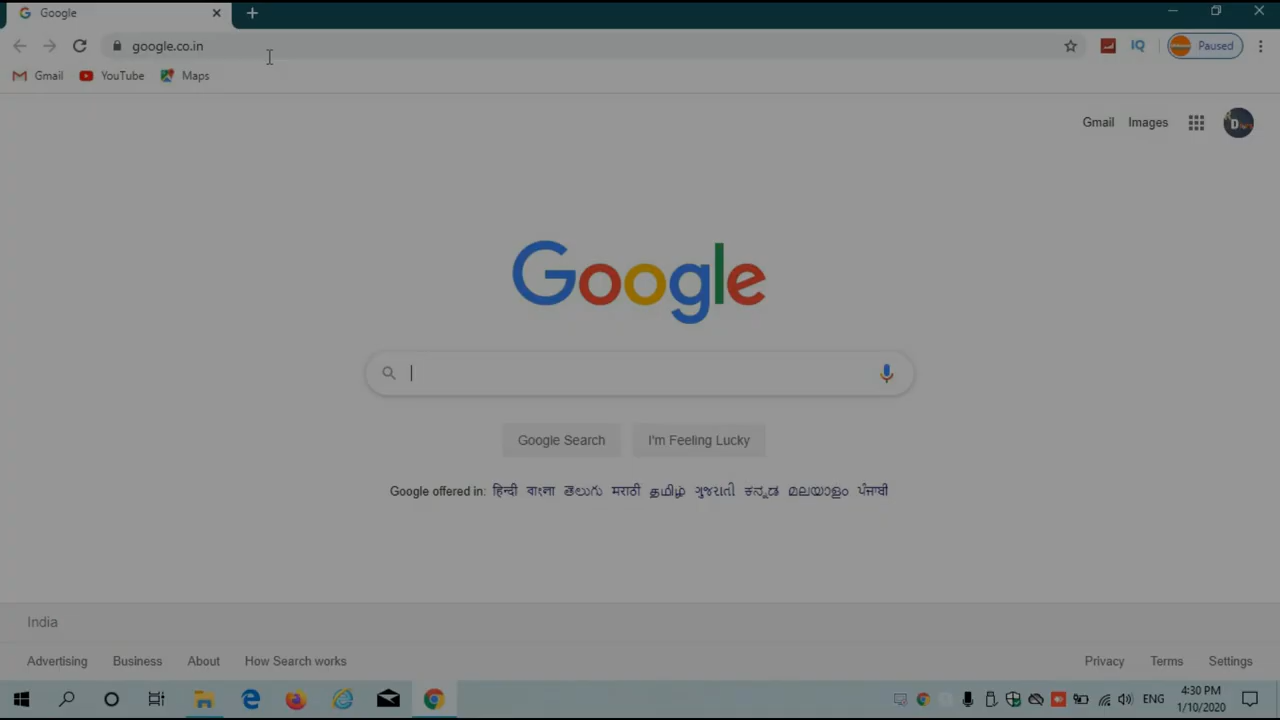 Google
google.co.in
IQ
Paused
Gmail
YouTube
Maps
Gmail
Images
D
Google
Google Search
I'm Feeling Lucky
Google offered in: हिन्दी বাংলা తెలుగు मराठी தமிழ் ગુજરાતી ಕನ್ನಡ മലയാളം ਪੰਜਾਬੀ
India
Advertising
Business
About
How Search works
Privacy
Terms
Settings
ENG
4:30 PM
1/10/2020